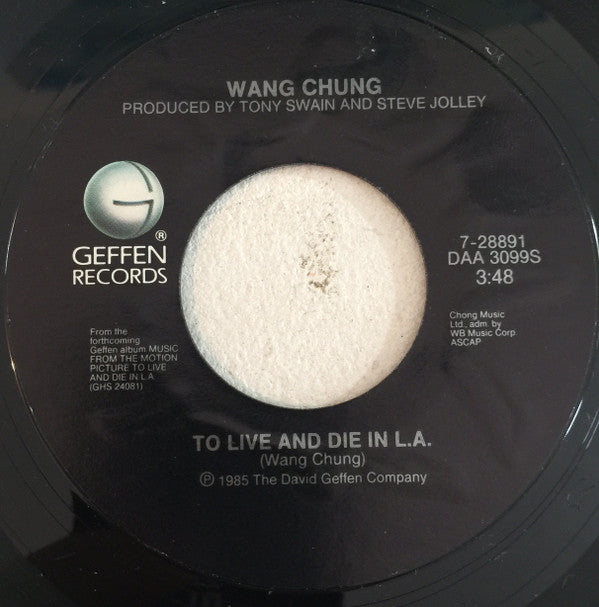 WANG CHUNG
PRODUCED BY TONY SWAIN AND STEVE JOLLEY
G
®
GEFFEN
RECORDS
7-28891
DAA 3099S
3:48
From the
forthcoming
Geffen album MUSIC
FROM THE MOTION
PICTURE TO LIVE
AND DIE IN L.A.
(GHS 24081)
Chong Music
Ltd., adm. by
WB Music Corp.
ASCAP
TO LIVE AND DIE IN L.A.
(Wang Chung)
℗ 1985 The David Geffen Company